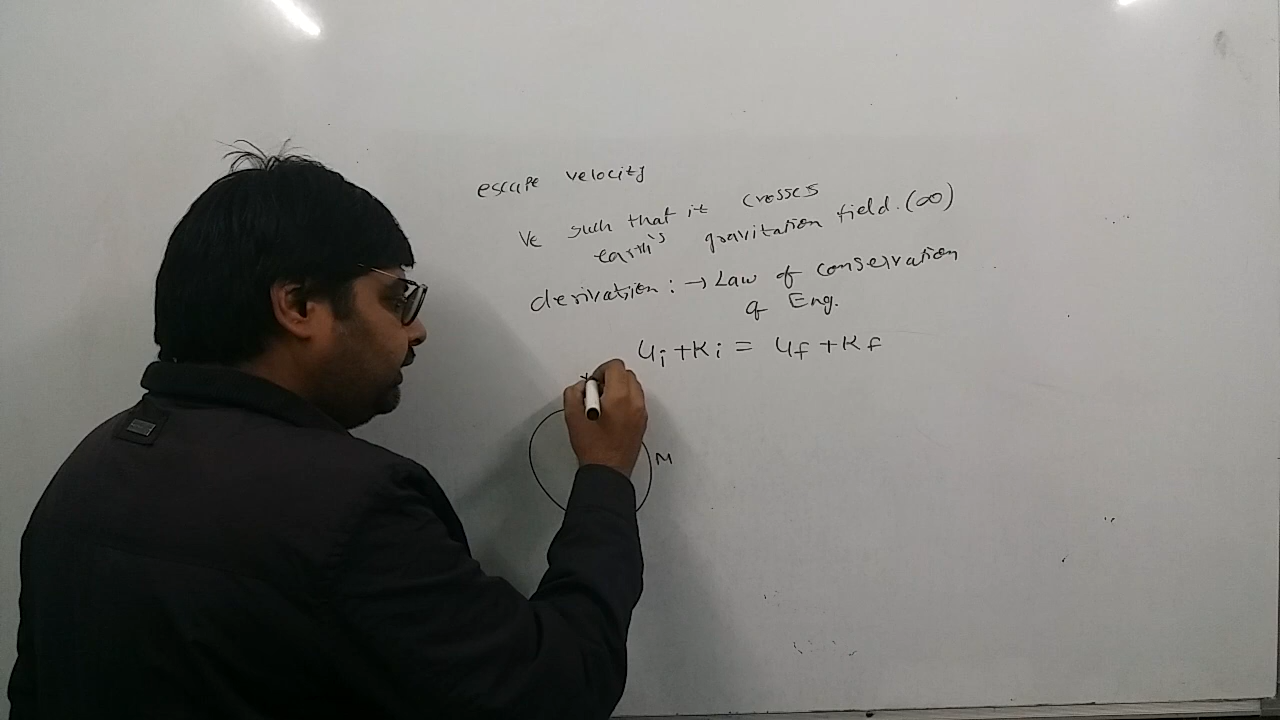 escape velocity
Ve such that it crosses
earth's gravitation field. (∞)
derivation : → Law of conservation
of Eng.
Ui + Ki = Uf + Kf
M